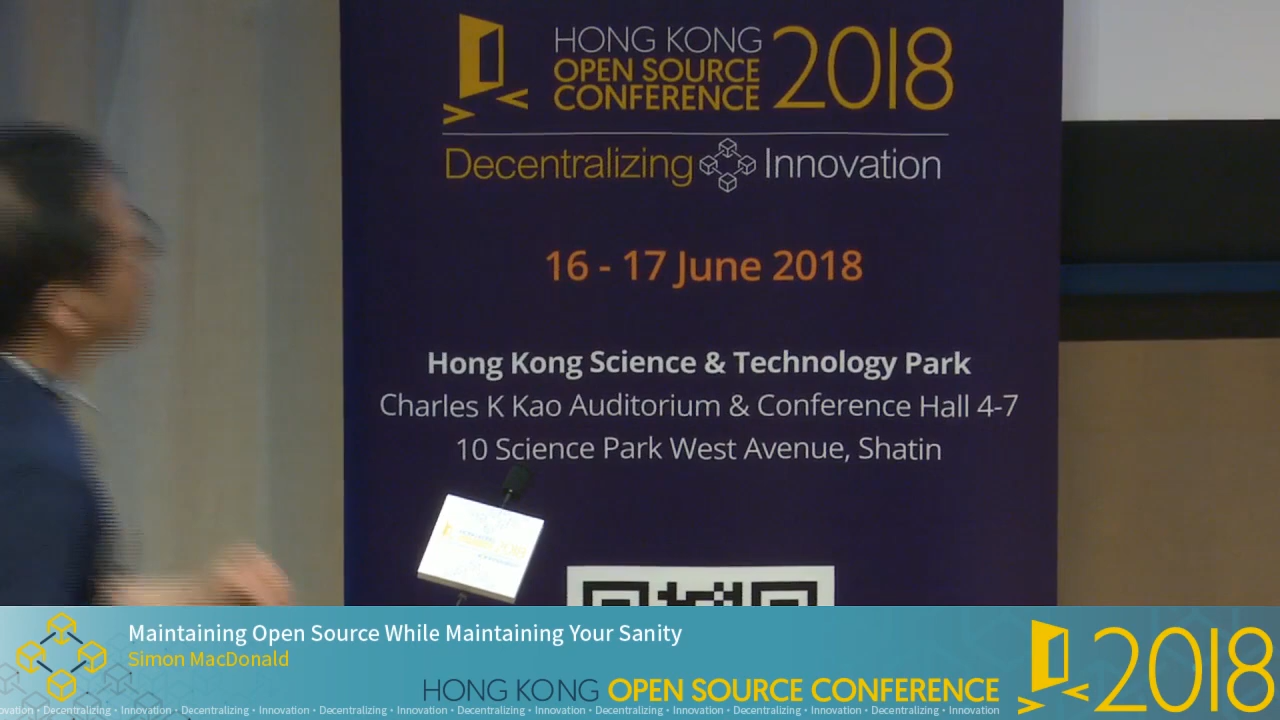 HONG KONG
OPEN SOURCE
CONFERENCE
2018
Decentralizing Innovation
16 - 17 June 2018
Hong Kong Science & Technology Park
Charles K Kao Auditorium & Conference Hall 4-7
10 Science Park West Avenue, Shatin
2018
Maintaining Open Source While Maintaining Your Sanity
Simon MacDonald
HONG KONG OPEN SOURCE CONFERENCE
2018
ovation • Decentralizing • Innovation • Decentralizing • Innovation • Decentralizing • Innovation • Decentralizing • Innovation • Decentralizing • Innovation • Decentralizing • Innovation • Decentralizing • Innovation • Decentralizing • Innovation